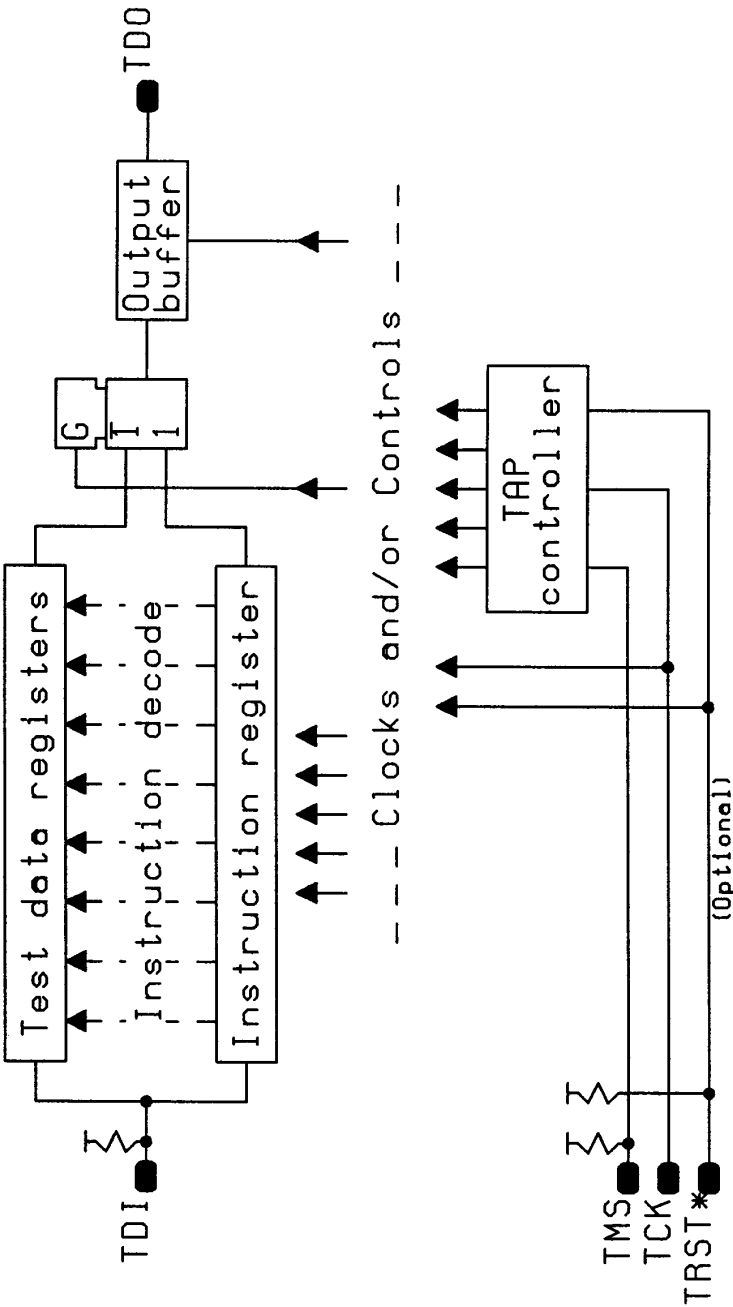 TDI
Test data registers
Instruction decode
Instruction register
G
1̅
1
Output
buffer
TDO
--- Clocks and/or Controls ---
TAP
controller
TMS
TCK
TRST*
(Optional)